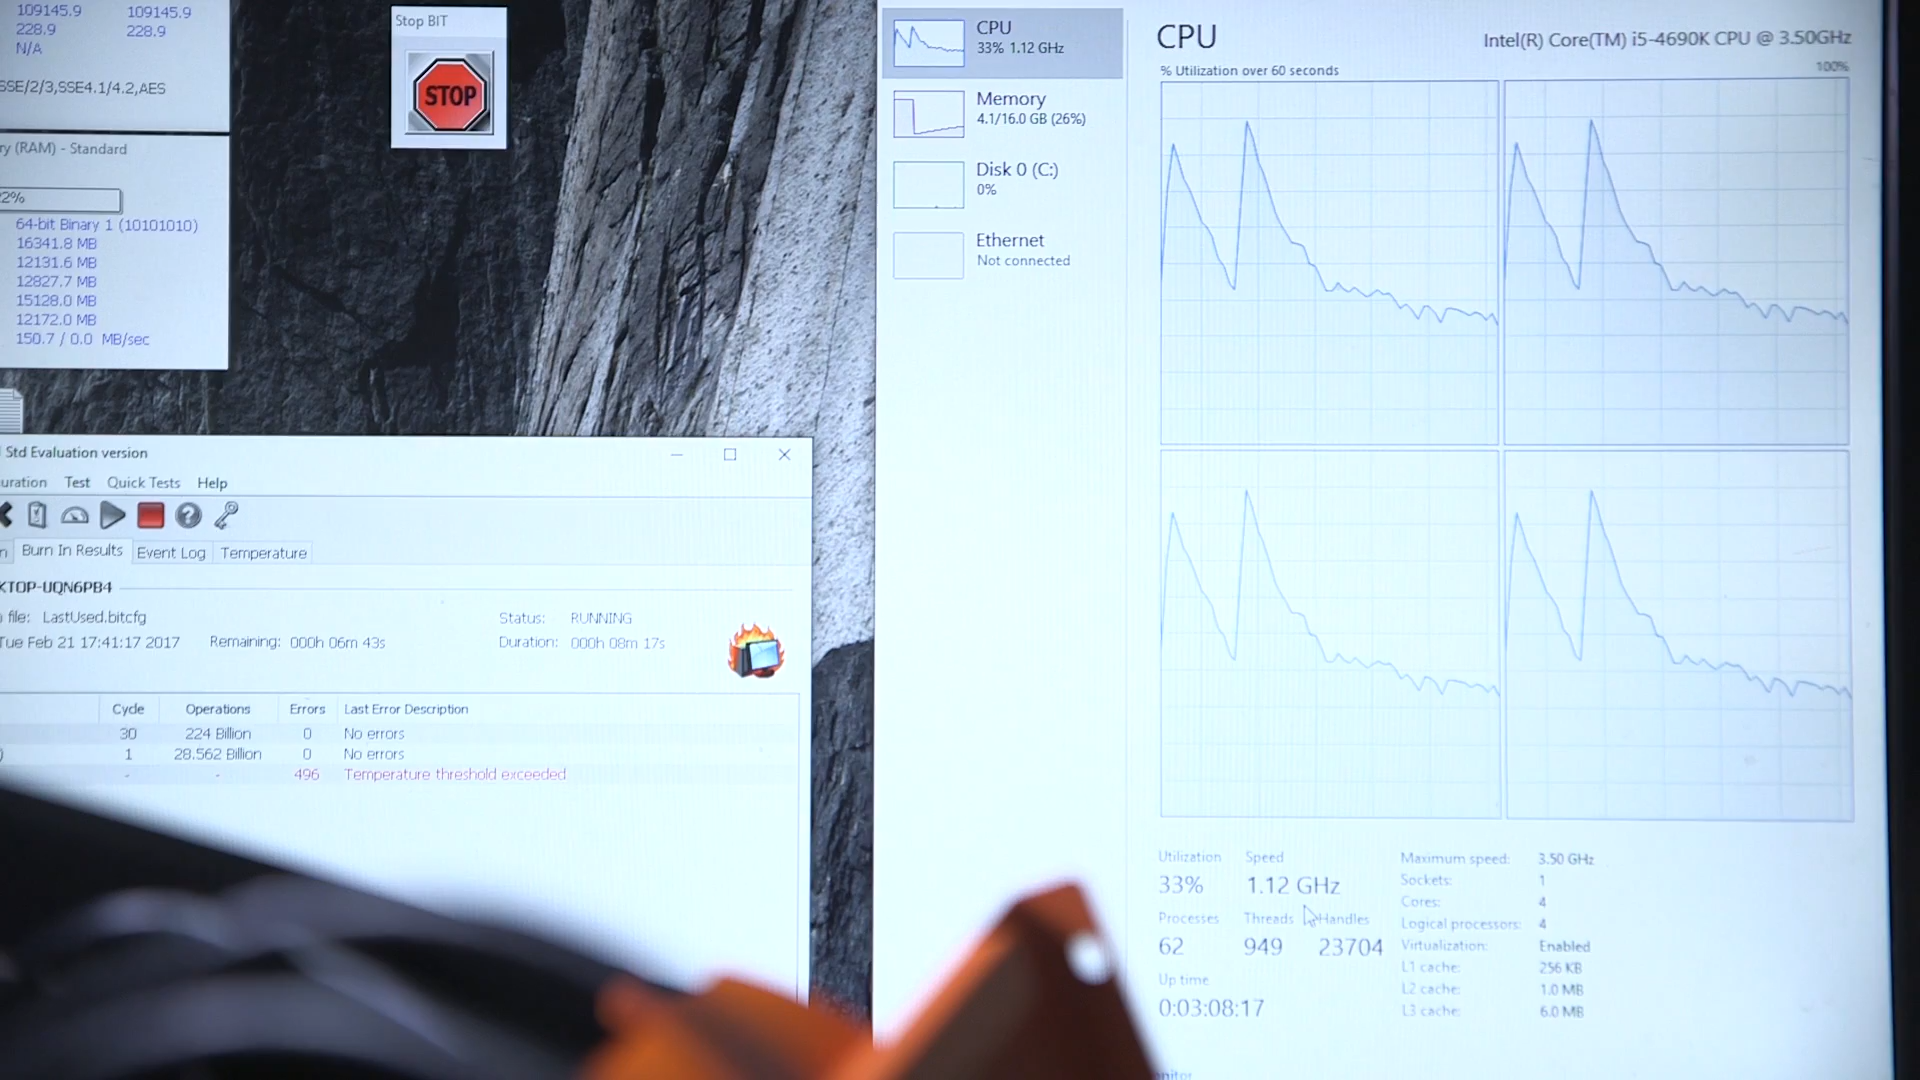 109145.9 109145.9
228.9 228.9
N/A
SSE/2/3,SSE4.1/4.2,AES
(RAM) - Standard
2%
64-bit Binary 1 (10101010)
16341.8 MB
12131.6 MB
12827.7 MB
15128.0 MB
12172.0 MB
150.7 / 0.0 MB/sec
Stop BIT
STOP
Std Evaluation version
uration Test Quick Tests Help
Burn In Results Event Log Temperature
KTOP-UQN6PB4
file: LastUsed.bitcfg
Status: RUNNING
Tue Feb 21 17:41:17 2017 Remaining: 000h 06m 43s
Duration: 000h 08m 17s
Cycle Operations Errors Last Error Description
30 224 Billion 0 No errors
1 28.562 Billion 0 No errors
- - 496 Temperature threshold exceeded
CPU
33% 1.12 GHz
Memory
4.1/16.0 GB (26%)
Disk 0 (C:)
0%
Ethernet
Not connected
CPU
Intel(R) Core(TM) i5-4690K CPU @ 3.50GHz
% Utilization over 60 seconds
100%
Utilization Speed
33% 1.12 GHz
Processes Threads Handles
62 949 23704
Up time
0:03:08:17
Maximum speed: 3.50 GHz
Sockets: 1
Cores: 4
Logical processors: 4
Virtualization: Enabled
L1 cache: 256 KB
L2 cache: 1.0 MB
L3 cache: 6.0 MB